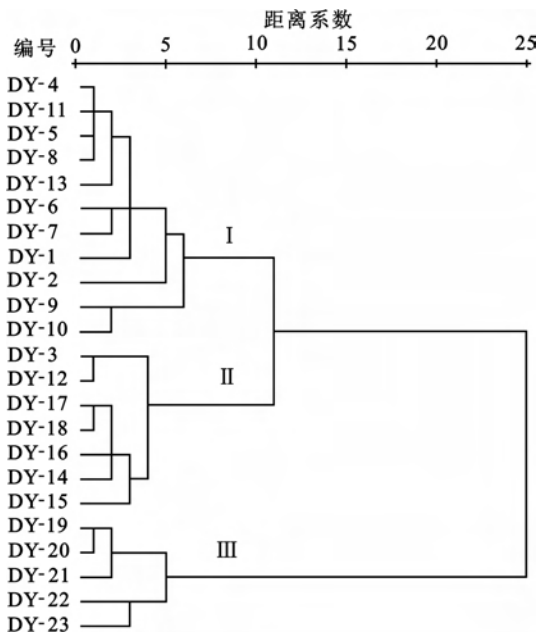 距离系数
编号 0 5 10 15 20 25
DY-4
DY-11
DY-5
DY-8
DY-13
DY-6
DY-7
DY-1
I
DY-2
DY-9
DY-10
DY-3
DY-12
II
DY-17
DY-18
DY-16
DY-14
DY-15
DY-19
DY-20
III
DY-21
DY-22
DY-23